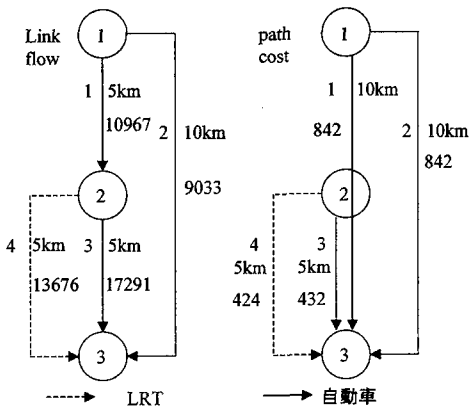 Link
flow
1
1 5km
10967
2 10km
9033
2
4 5km
13676
3 5km
17291
3
LRT
path
cost
1
1 10km
842
2 10km
842
2
4
5km
424
3
5km
432
3
自動車